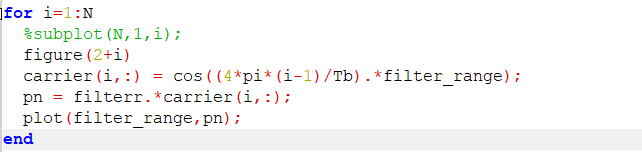 for i=1:N
%subplot(N,1,i);
figure(2+i)
carrier(i,:) = cos((4*pi*(i-1)/Tb).*filter_range);
pn = filterr.*carrier(i,:);
plot(filter_range,pn);
end